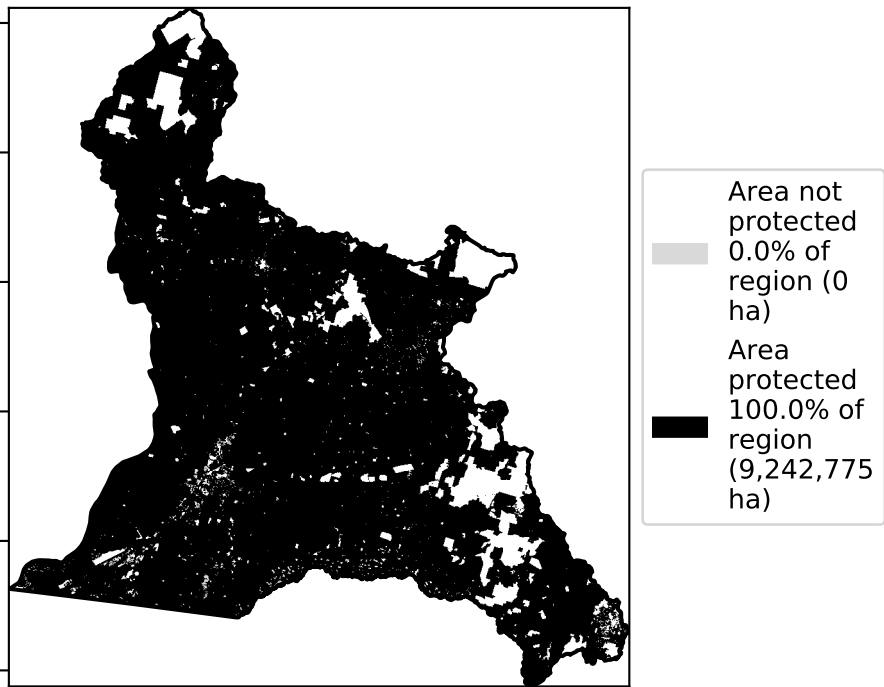 Area not
protected
0.0% of
region (0
ha)
Area
protected
100.0% of
region
(9,242,775
ha)